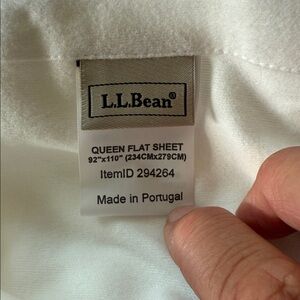 L.L.Bean®
QUEEN FLAT SHEET
92"x110" (234CMx279CM)
ItemID 294264
Made in Portugal